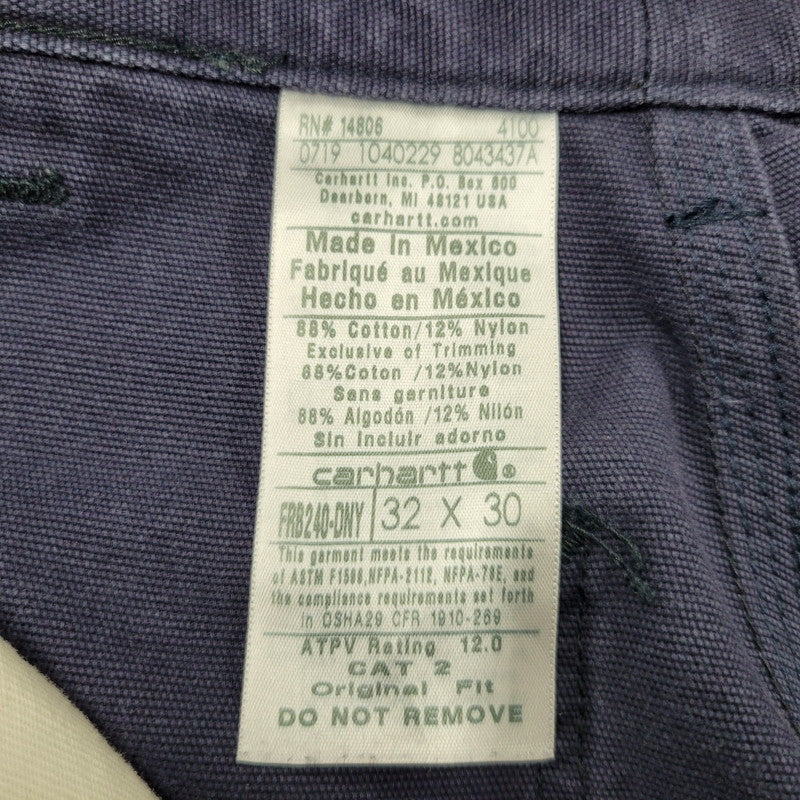 RN# 14806 4100
0719 1040229 8043437A
Carhartt Inc. P.O. Box 600
Dearborn, MI 48121 USA
carhartt.com
Made in Mexico
Fabriqué au Mexique
Hecho en México
88% Cotton/12% Nylon
Exclusive of Trimming
88%Coton /12%Nylon
Sans garniture
88% Algodón /12% Nilón
Sin incluir adorno
carhartt ®
FRB240-DNY 32 X 30
This garment meets the requirements
of ASTM F1506,NFPA-2112, NFPA-70E, and
the compliance requirements set forth
in OSHA29 CFR 1910-269
ATPV Rating 12.0
CAT 2
Original Fit
DO NOT REMOVE